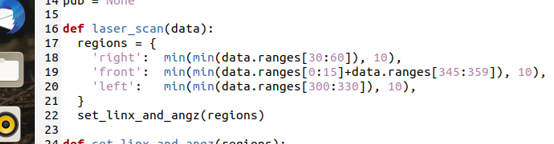 14 pub = None
15
16 def laser_scan(data):
17 regions = {
18 'right': min(min(data.ranges[30:60]), 10),
19 'front': min(min(data.ranges[0:15]+data.ranges[345:359]), 10),
20 'left': min(min(data.ranges[300:330]), 10),
21 }
22 set_linx_and_angz(regions)
23
24 def set_linx_and_angz(regions):